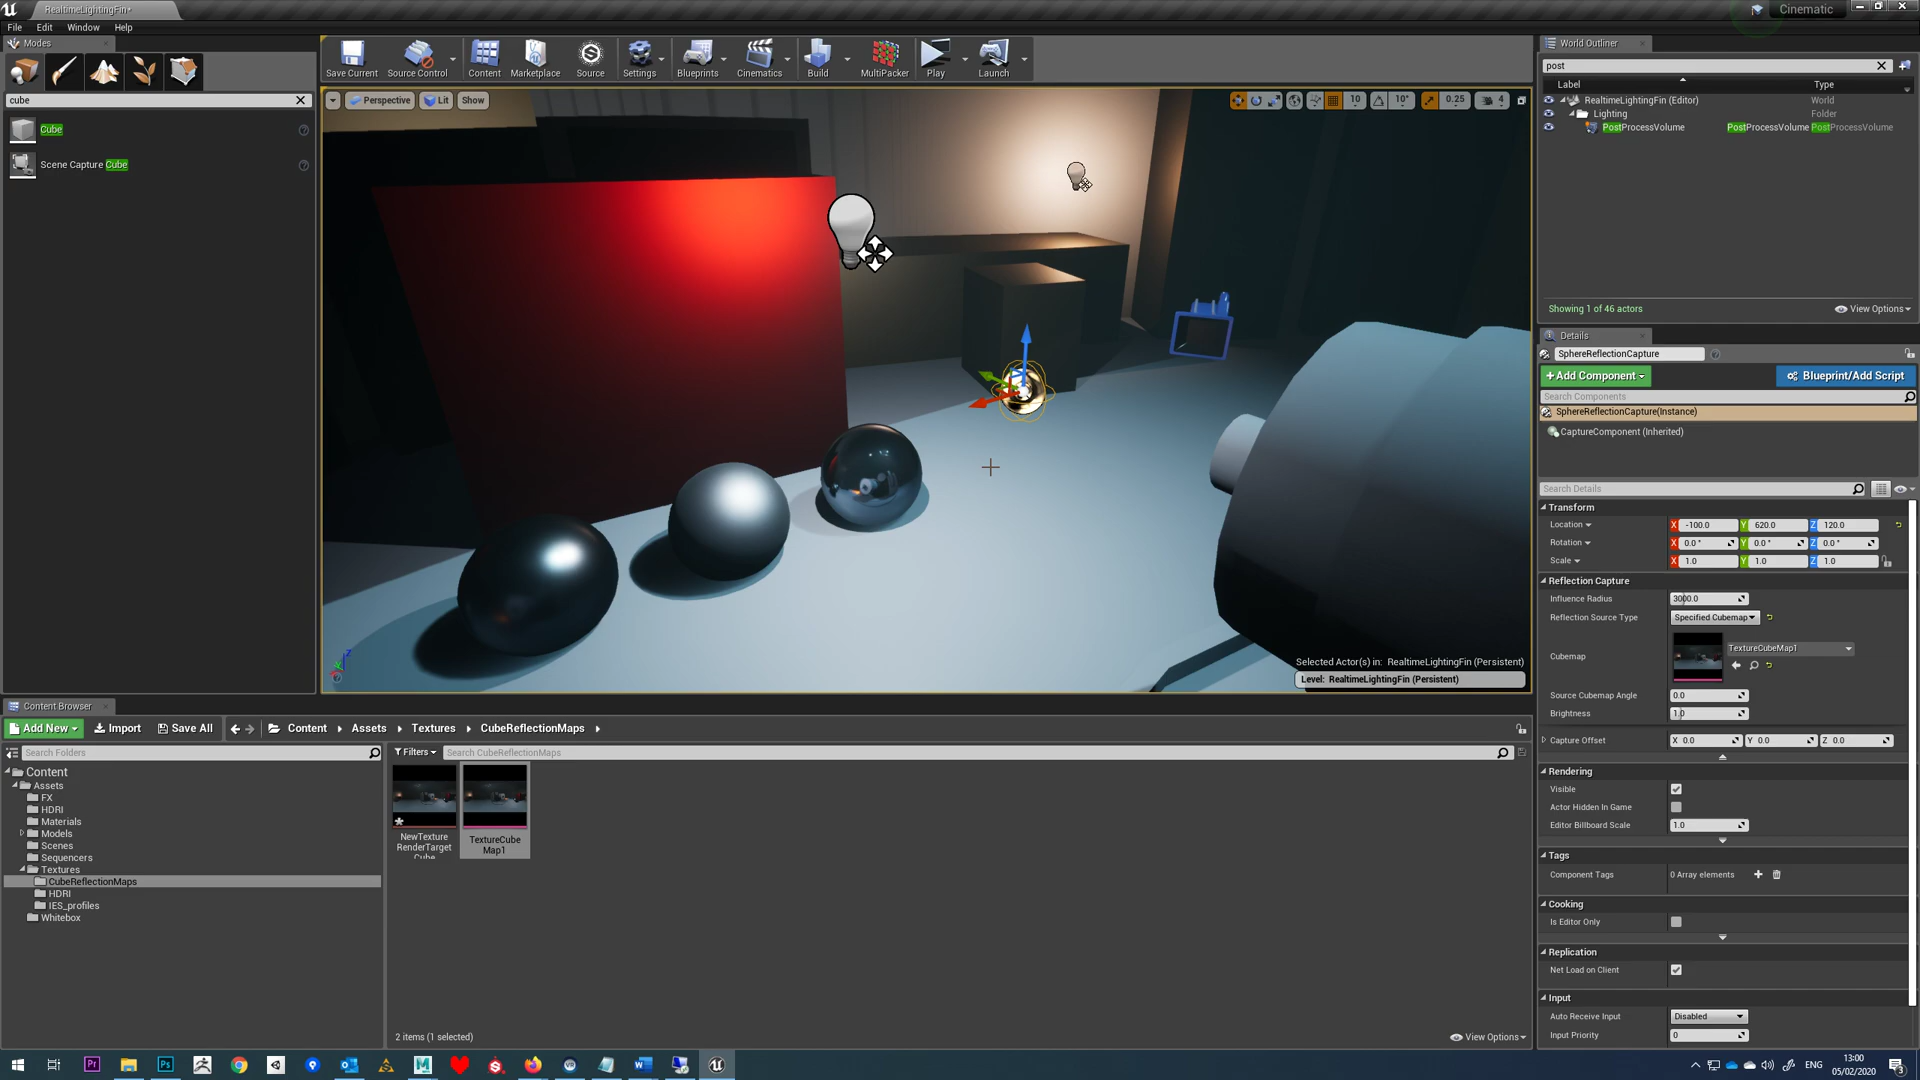 RealtimeLightingFin*
Cinematic
File Edit Window Help
Modes
cube
Cube
Scene Capture Cube
Save Current
Source Control
Content
Marketplace
Source
Settings
Blueprints
Cinematics
Build
MultiPacker
Play
Launch
Perspective
Lit
Show
10
10°
0.25
4
Selected Actor(s) in: RealtimeLightingFin (Persistent)
Level: RealtimeLightingFin (Persistent)
World Outliner
post
Label Type
RealtimeLightingFin (Editor) World
Lighting Folder
PostProcessVolume PostProcessVolume PostProcessVolume
Showing 1 of 46 actors
View Options
Details
SphereReflectionCapture
+Add Component
Blueprint/Add Script
Search Components
SphereReflectionCapture(Instance)
CaptureComponent (Inherited)
Search Details
Transform
Location X -100.0 Y 620.0 Z 120.0
Rotation X 0.0 ° Y 0.0 ° Z 0.0 °
Scale X 1.0 Y 1.0 Z 1.0
Reflection Capture
Influence Radius 3000.0
Reflection Source Type Specified Cubemap
Cubemap TextureCubeMap1
Source Cubemap Angle 0.0
Brightness 1.0
Capture Offset X 0.0 Y 0.0 Z 0.0
Rendering
Visible
Actor Hidden In Game
Editor Billboard Scale 1.0
Tags
Component Tags 0 Array elements
Cooking
Is Editor Only
Replication
Net Load on Client
Input
Auto Receive Input Disabled
Input Priority 0
Content Browser
Add New
Import
Save All
Content Assets Textures CubeReflectionMaps
Search Folders
Filters
Search CubeReflectionMaps
Content
Assets
FX
HDRI
Materials
Models
Scenes
Sequencers
Textures
CubeReflectionMaps
HDRI
IES_profiles
Whitebox
NewTexture
RenderTarget
Cube
TextureCube
Map1
2 items (1 selected)
View Options
Pr
Ps
ENG
13:00
05/02/2020
3